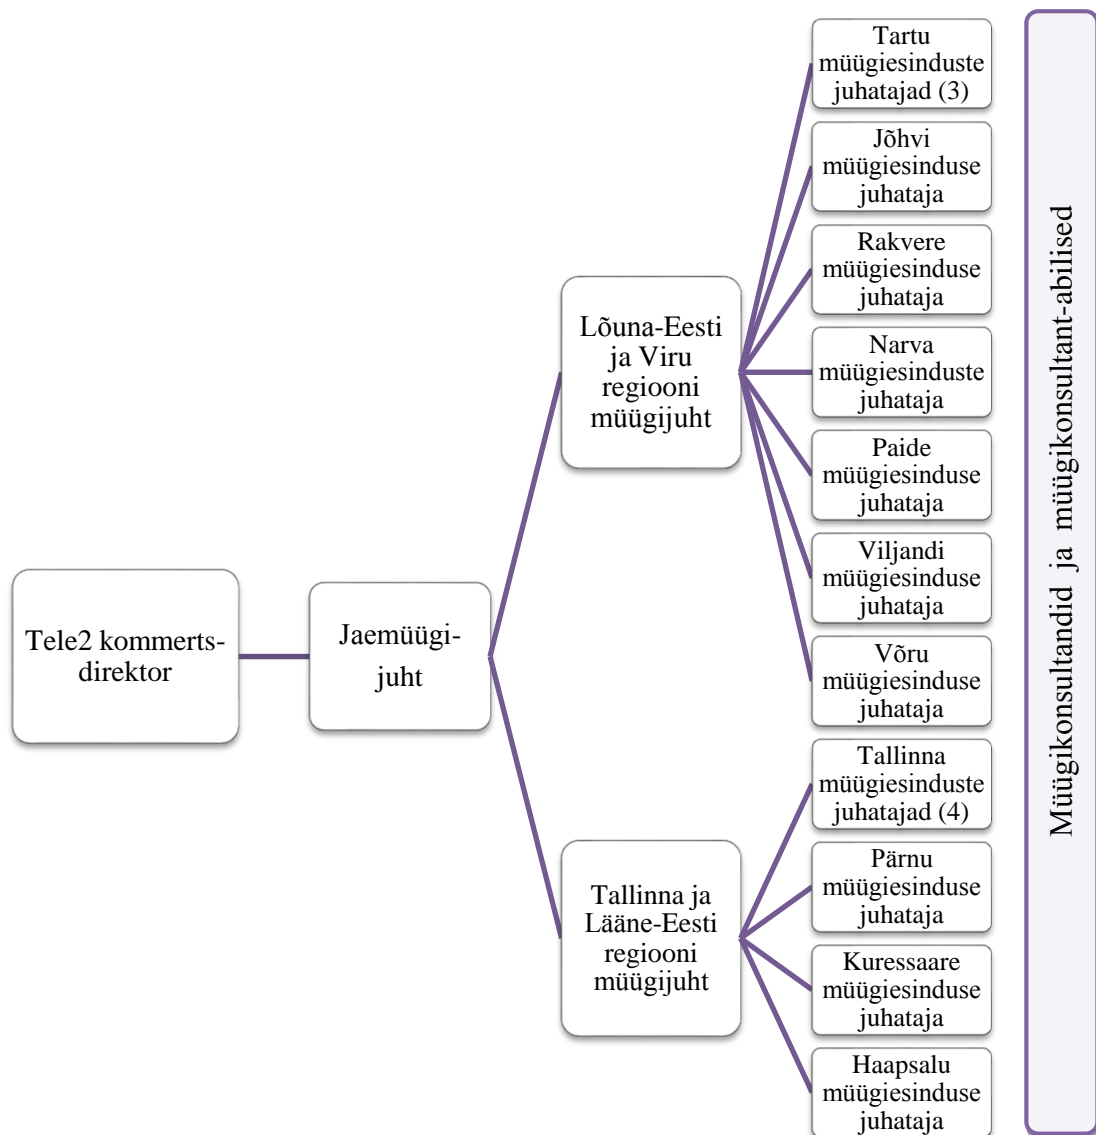 Tele2 kommerts-
direktor
Jaemüügi-
juht
Lõuna-Eesti
ja Viru
regiooni
müügijuht
Tartu
müügiesinduste
juhatajad (3)
Jõhvi
müügiesinduse
juhataja
Rakvere
müügiesinduse
juhataja
Narva
müügiesinduste
juhataja
Paide
müügiesinduse
juhataja
Viljandi
müügiesinduse
juhataja
Võru
müügiesinduse
juhataja
Tallinna ja
Lääne-Eesti
regiooni
müügijuht
Tallinna
müügiesinduste
juhatajad (4)
Pärnu
müügiesinduse
juhataja
Kuressaare
müügiesinduse
juhataja
Haapsalu
müügiesinduse
juhataja
Müügikonsultandid ja müügikonsultant-abilised